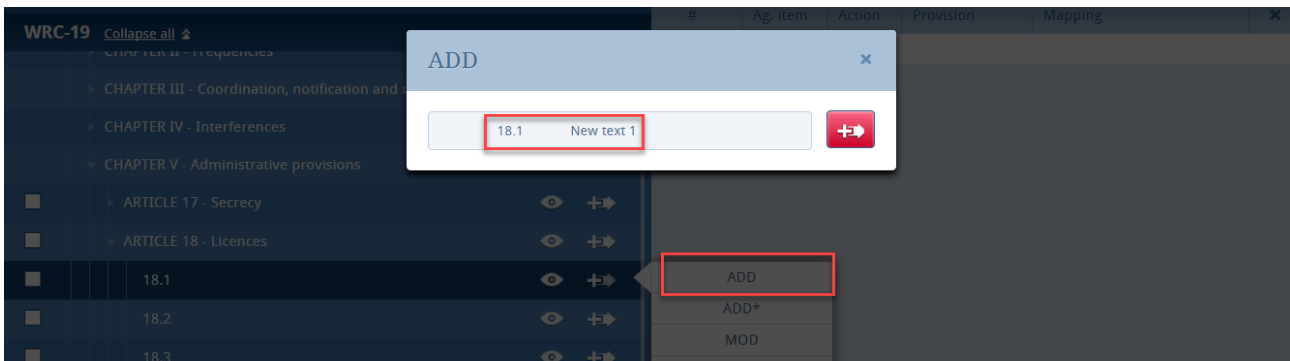 # Ag. item Action Provision Mapping ×
WRC-19 Collapse all
CHAPTER II - Frequencies
ADD ×
CHAPTER III - Coordination, notification and
18.1 New text 1
CHAPTER IV - Interferences
CHAPTER V - Administrative provisions
ARTICLE 17 - Secrecy
ARTICLE 18 - Licences
18.1
ADD
18.2
ADD*
MOD
18.3